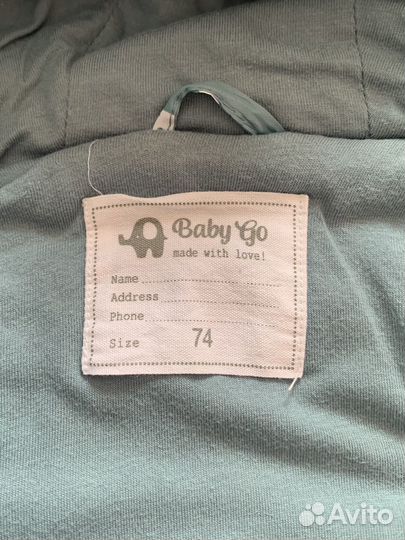 Baby Go
made with love!
Name
Address
Phone
Size 74
Avito